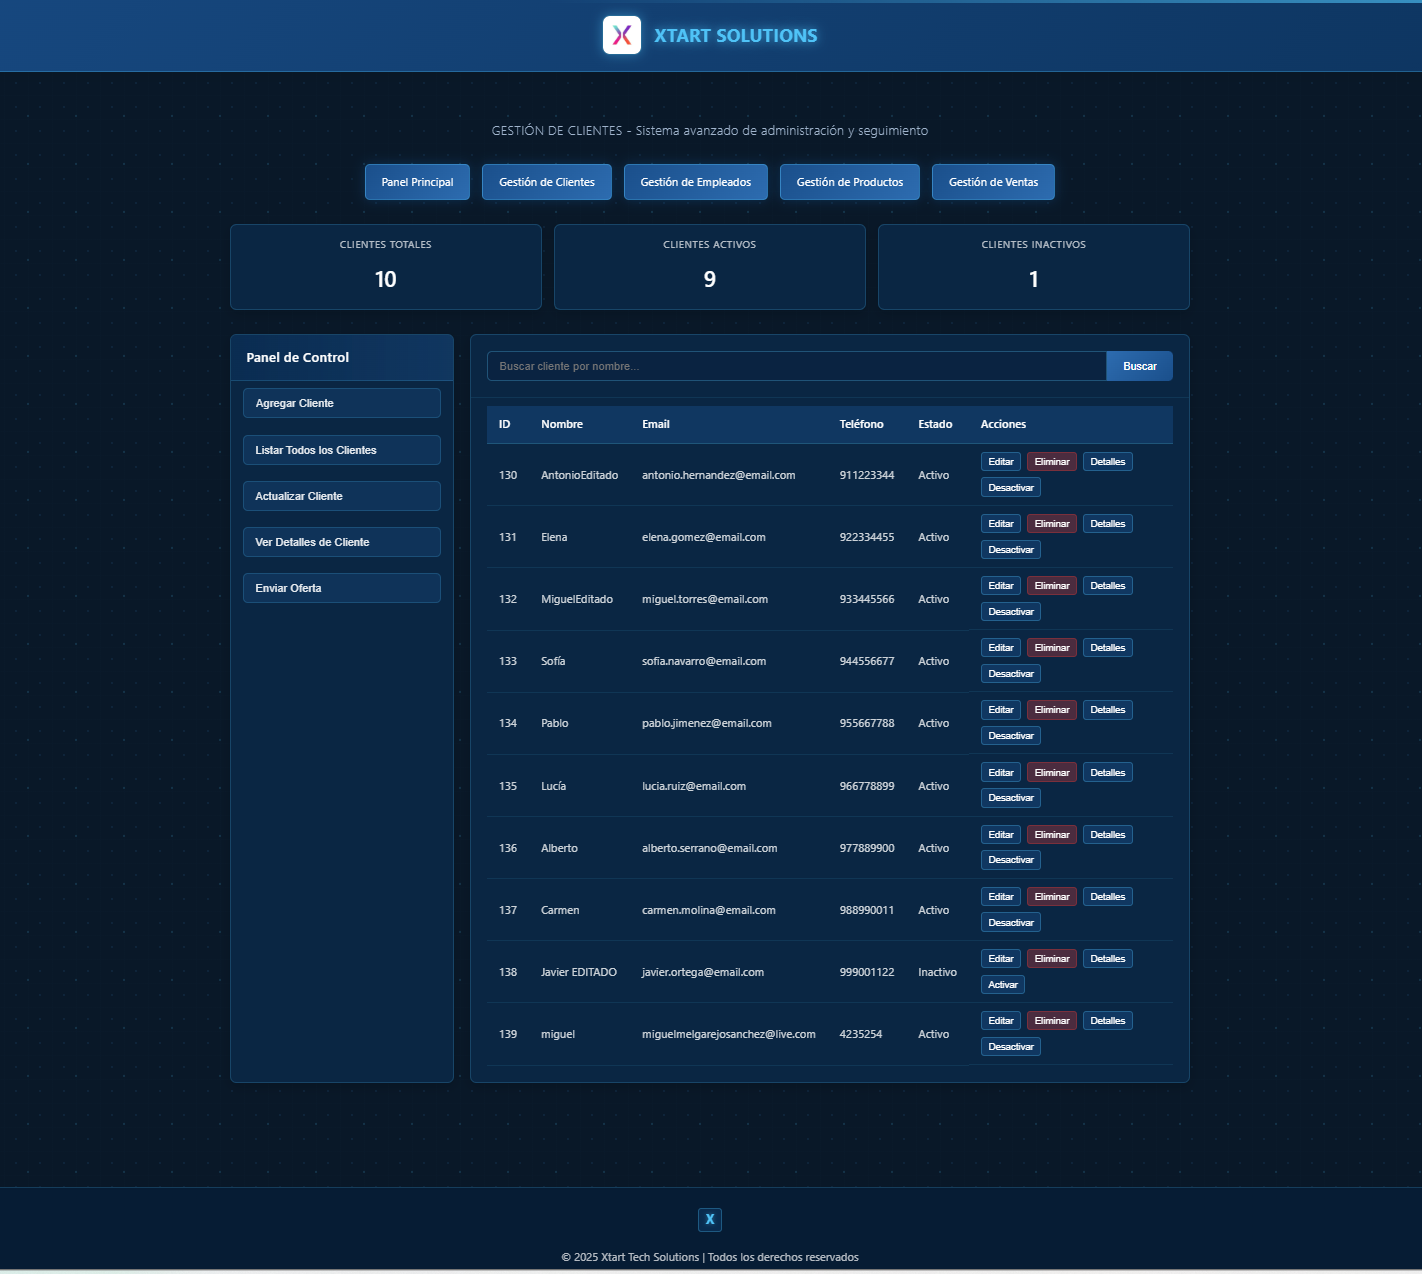 XTART SOLUTIONS
GESTIÓN DE CLIENTES - Sistema avanzado de administración y seguimiento
Panel Principal Gestión de Clientes Gestión de Empleados Gestión de Productos Gestión de Ventas
CLIENTES TOTALES CLIENTES ACTIVOS CLIENTES INACTIVOS
10 9 1
Panel de Control
Agregar Cliente
Listar Todos los Clientes
Actualizar Cliente
Ver Detalles de Cliente
Enviar Oferta
Buscar cliente por nombre... Buscar
ID Nombre Email Teléfono Estado Acciones
130 AntonioEditado antonio.hernandez@email.com 911223344 Activo Editar Eliminar Detalles
Desactivar
131 Elena elena.gomez@email.com 922334455 Activo Editar Eliminar Detalles
Desactivar
132 MiguelEditado miguel.torres@email.com 933445566 Activo Editar Eliminar Detalles
Desactivar
133 Sofía sofia.navarro@email.com 944556677 Activo Editar Eliminar Detalles
Desactivar
134 Pablo pablo.jimenez@email.com 955667788 Activo Editar Eliminar Detalles
Desactivar
135 Lucía lucia.ruiz@email.com 966778899 Activo Editar Eliminar Detalles
Desactivar
136 Alberto alberto.serrano@email.com 977889900 Activo Editar Eliminar Detalles
Desactivar
137 Carmen carmen.molina@email.com 988990011 Activo Editar Eliminar Detalles
Desactivar
138 Javier EDITADO javier.ortega@email.com 999001122 Inactivo Editar Eliminar Detalles
Activar
139 miguel miguelmelgarejosanchez@live.com 4235254 Activo Editar Eliminar Detalles
Desactivar
X
© 2025 Xtart Tech Solutions | Todos los derechos reservados